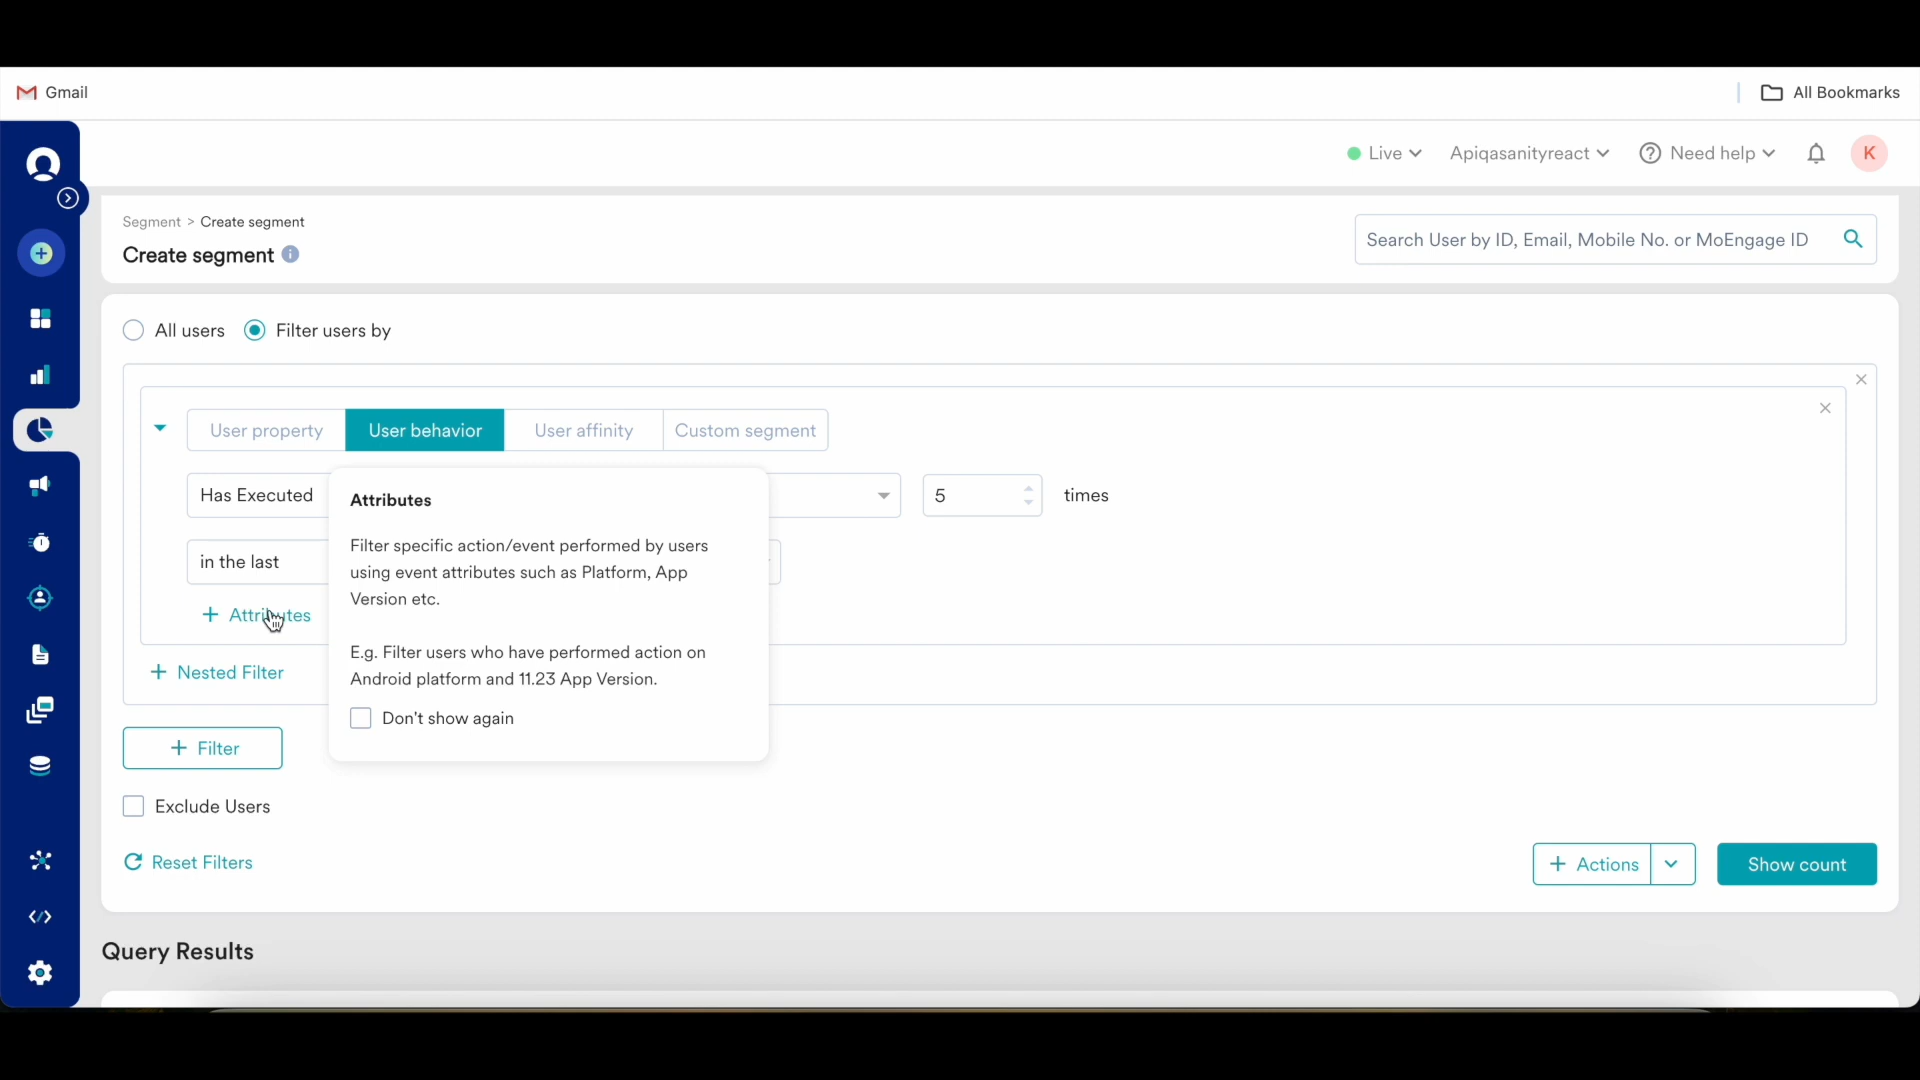 Gmail
All Bookmarks
Live
Apiqasanityreact
Need help
K
Segment > Create segment
Create segment
Search User by ID, Email, Mobile No. or MoEngage ID
All users
Filter users by
User property
User behavior
User affinity
Custom segment
Has Executed
5
times
in the last
+ Attributes
Attributes
Filter specific action/event performed by users
using event attributes such as Platform, App
Version etc.
E.g. Filter users who have performed action on
Android platform and 11.23 App Version.
Don't show again
+ Nested Filter
+ Filter
Exclude Users
Reset Filters
+ Actions
Show count
Query Results